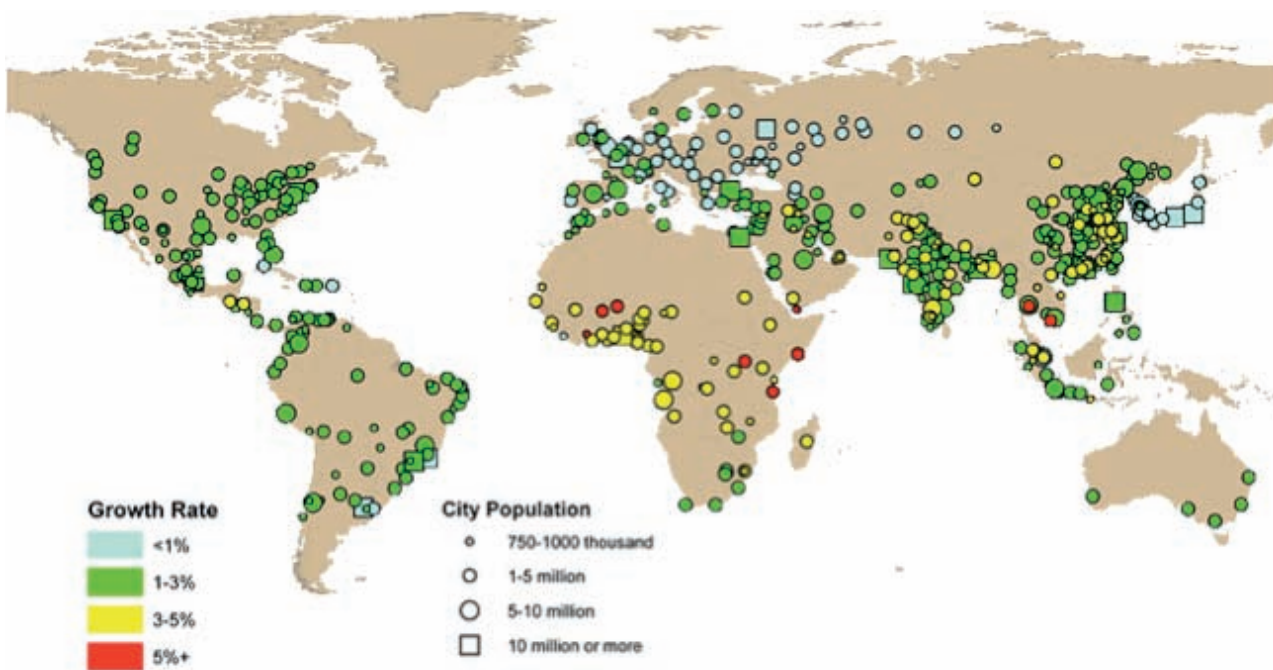 Growth Rate
<1%
1-3%
3-5%
5%+
City Population
750-1000 thousand
1-5 million
5-10 million
10 million or more